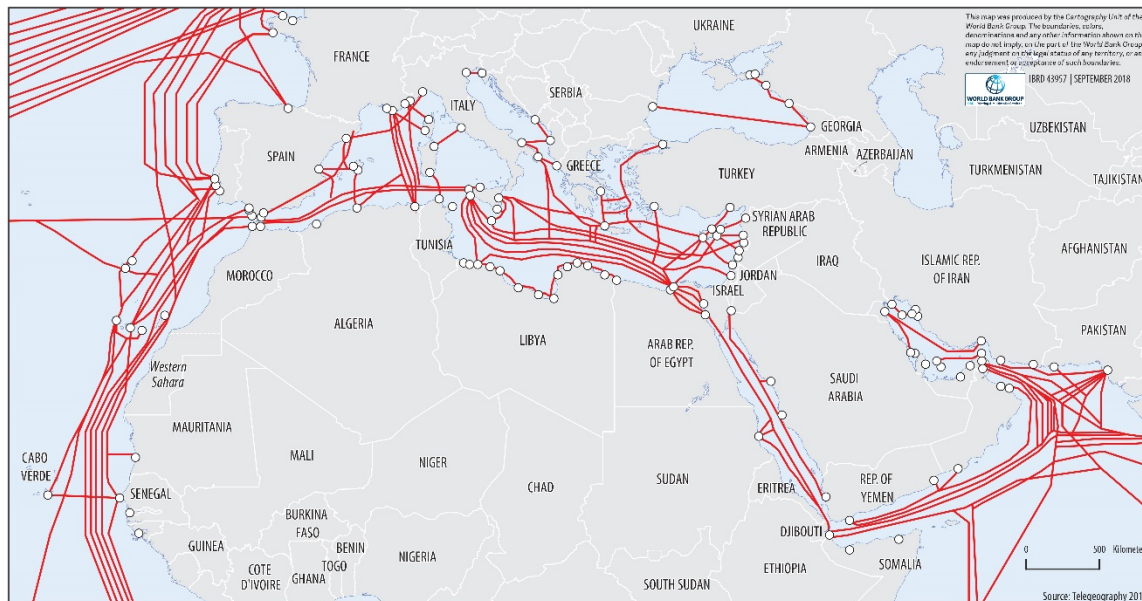 This map was produced by the Cartography Unit of the
World Bank Group. The boundaries, colors,
denominations and any other information shown on the
map do not imply, on the part of the World Bank Group
any judgment on the legal status of any territory, or
endorsement or acceptance of such boundaries.
IBRD 43957 | SEPTEMBER 2018
WORLD BANK GROUP
UKRAINE
FRANCE
ITALY
SERBIA
GEORGIA
UZBEKISTAN
ARMENIA
AZERBAIJAN
SPAIN
GREECE
TURKEY
TURKMENISTAN
TAJIKISTAN
SYRIAN ARAB
REPUBLIC
TUNISIA
AFGHANISTAN
IRAQ
ISLAMIC REP.
OF IRAN
MOROCCO
JORDAN
ISRAEL
PAKISTAN
ALGERIA
LIBYA
ARAB REP.
OF EGYPT
Western
Sahara
SAUDI
ARABIA
MAURITANIA
CABO
VERDE
MALI
NIGER
CHAD
SUDAN
ERITREA
REP. OF
YEMEN
SENEGAL
BURKINA
FASO
DJIBOUTI
GUINEA
BENIN
TOGO
COTE
D'IVOIRE
GHANA
NIGERIA
SOUTH SUDAN
ETHIOPIA
SOMALIA
0 500 Kilomete
Source: Telegeography 201